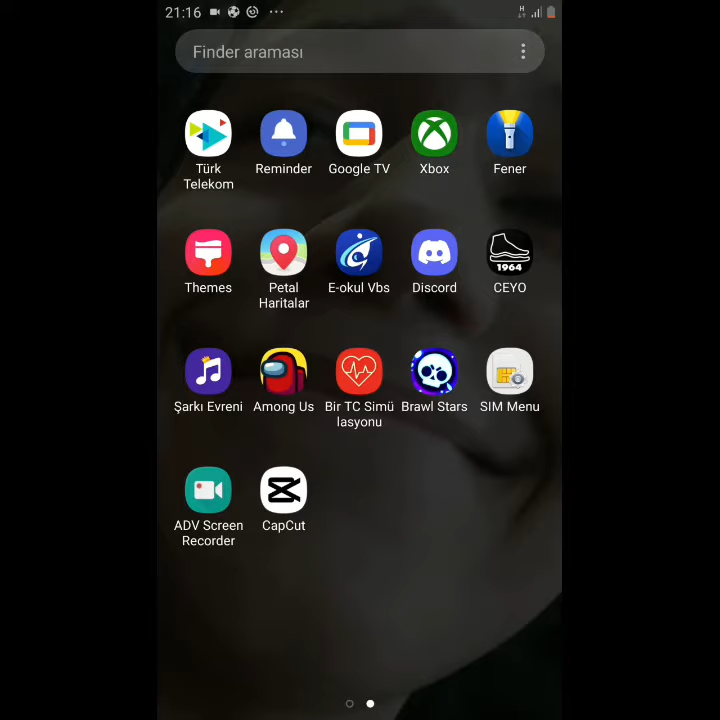 21:16
H
Finder araması
Türk
Telekom
Reminder
Google TV
Xbox
Fener
Themes
Petal
Haritalar
E-okul Vbs
Discord
1964
CEYO
Şarkı Evreni
Among Us
Bir TC Simü
lasyonu
Brawl Stars
SIM Menu
ADV Screen
Recorder
CapCut